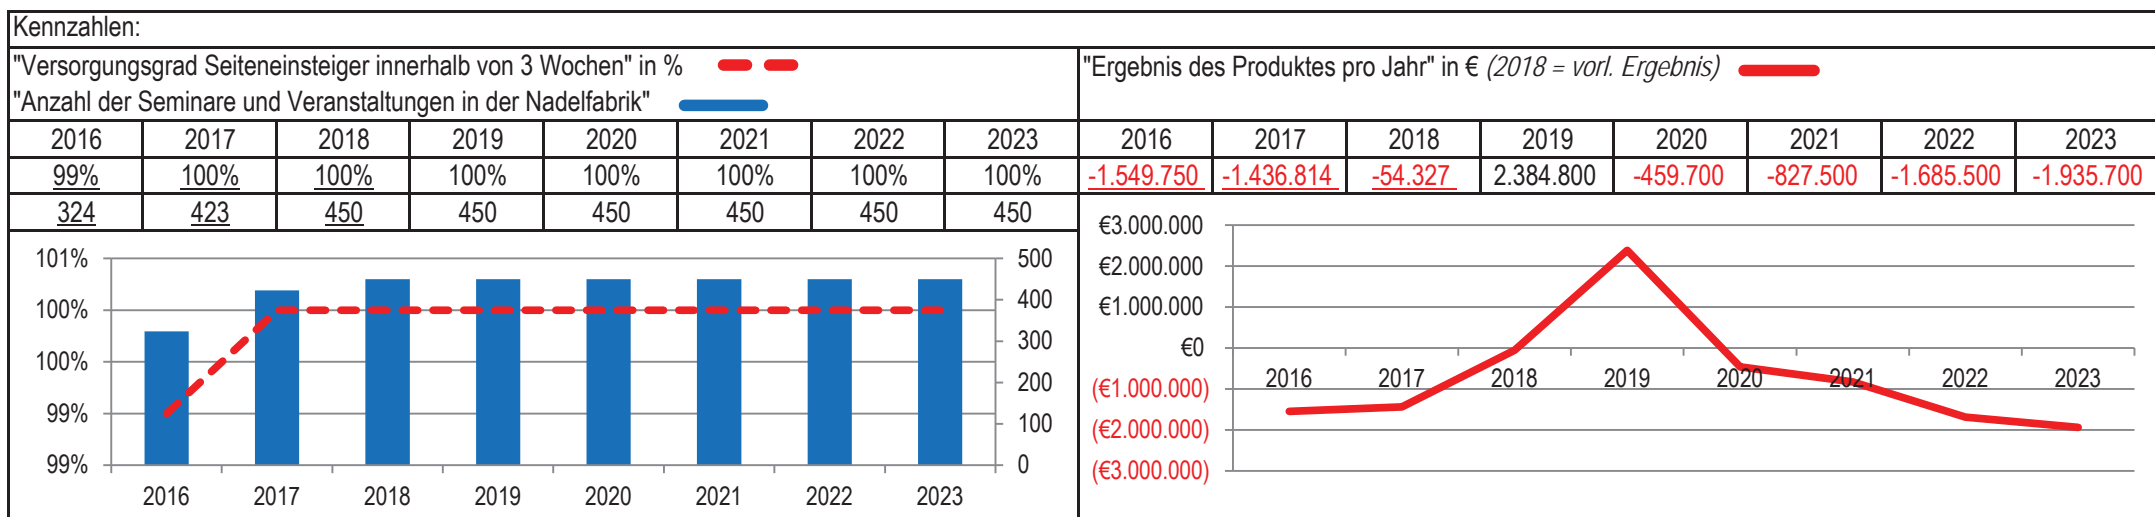 Kennzahlen:
"Versorgungsgrad Seiteneinsteiger innerhalb von 3 Wochen" in %
"Anzahl der Seminare und Veranstaltungen in der Nadelfabrik"
2016 2017 2018 2019 2020 2021 2022 2023
99% 100% 100% 100% 100% 100% 100% 100%
324 423 450 450 450 450 450 450
101%
100%
100%
99%
99%
500
400
300
200
100
0
2016 2017 2018 2019 2020 2021 2022 2023
"Ergebnis des Produktes pro Jahr" in € (2018 = vorl. Ergebnis)
2016 2017 2018 2019 2020 2021 2022 2023
-1.549.750 -1.436.814 -54.327 2.384.800 -459.700 -827.500 -1.685.500 -1.935.700
€3.000.000
€2.000.000
€1.000.000
€0
(€1.000.000)
(€2.000.000)
(€3.000.000)
2016 2017 2018 2019 2020 2021 2022 2023